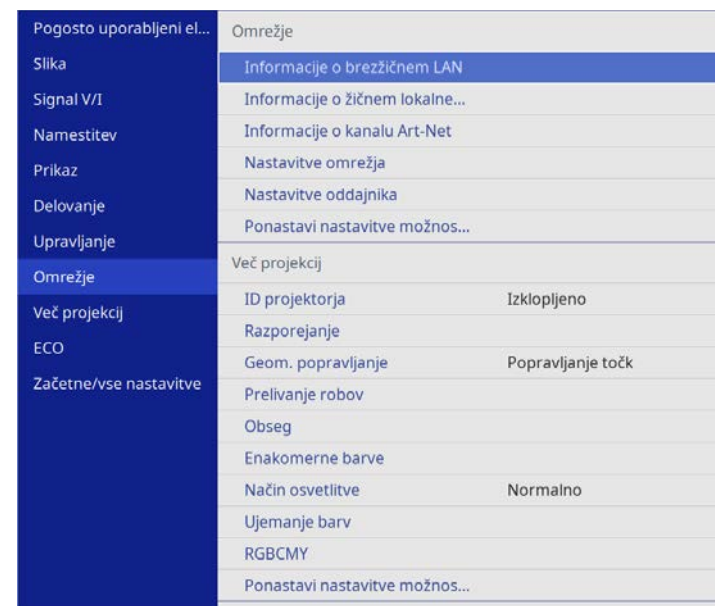 Pogosto uporabljeni el...
Slika
Signal V/I
Namestitev
Prikaz
Delovanje
Upravljanje
Omrežje
Več projekcij
ECO
Začetne/vse nastavitve
Omrežje
Informacije o brezžičnem LAN
Informacije o žičnem lokalne...
Informacije o kanalu Art-Net
Nastavitve omrežja
Nastavitve oddajnika
Ponastavi nastavitve možnos...
Več projekcij
ID projektorja Izklopljeno
Razporejanje
Geom. popravljanje Popravljanje točk
Prelivanje robov
Obseg
Enakomerne barve
Način osvetlitve Normalno
Ujemanje barv
RGBCMY
Ponastavi nastavitve možnos...